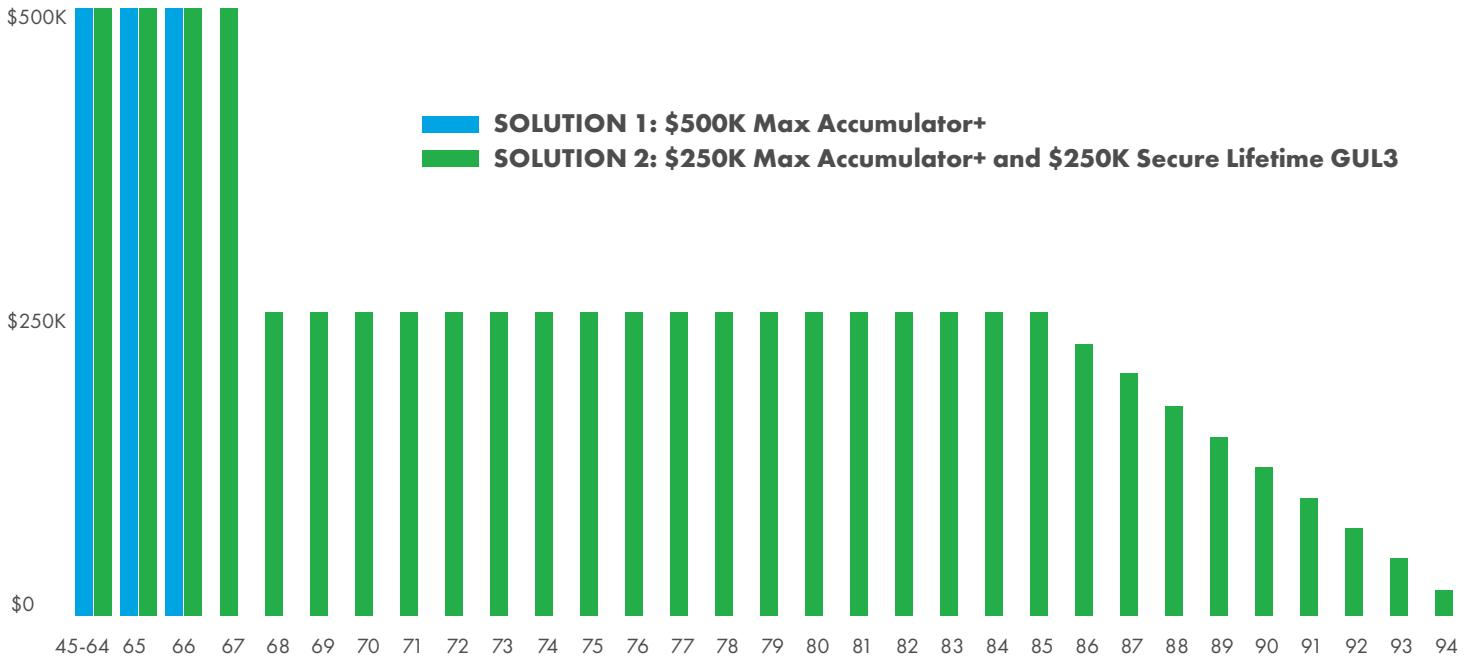 $500K
SOLUTION 1: $500K Max Accumulator+
SOLUTION 2: $250K Max Accumulator+ and $250K Secure Lifetime GUL3
$250K
$0
45-64 65 66 67 68 69 70 71 72 73 74 75 76 77 78 79 80 81 82 83 84 85 86 87 88 89 90 91 92 93 94